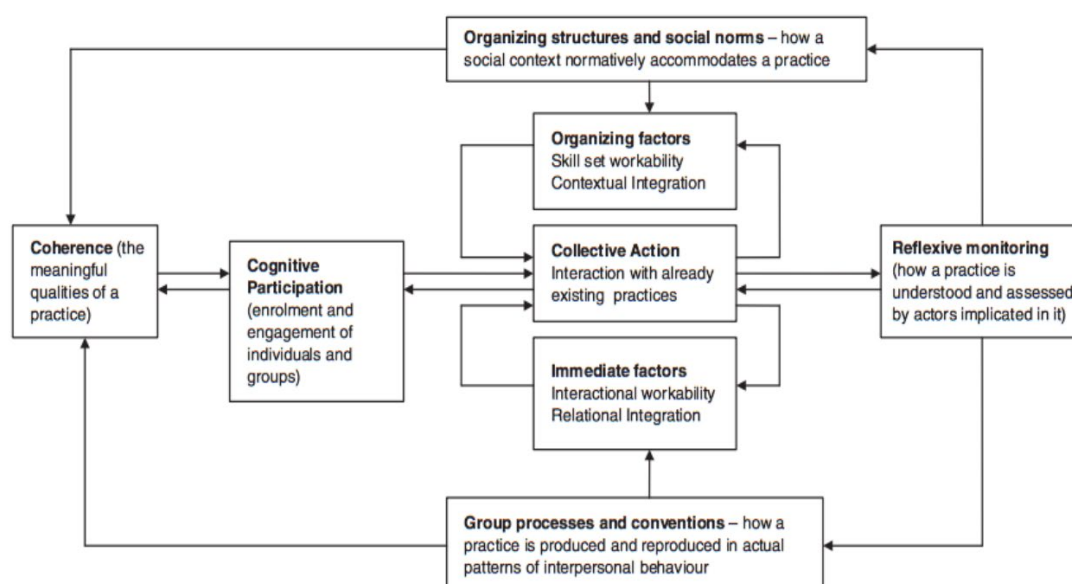 Organizing structures and social norms – how a
social context normatively accommodates a practice
Organizing factors
Skill set workability
Contextual Integration
Coherence (the
meaningful
qualities of a
practice)
Cognitive
Participation
(enrolment and
engagement of
individuals and
groups)
Collective Action
Interaction with already
existing practices
Reflexive monitoring
(how a practice is
understood and assessed
by actors implicated in it)
Immediate factors
Interactional workability
Relational Integration
Group processes and conventions – how a
practice is produced and reproduced in actual
patterns of interpersonal behaviour